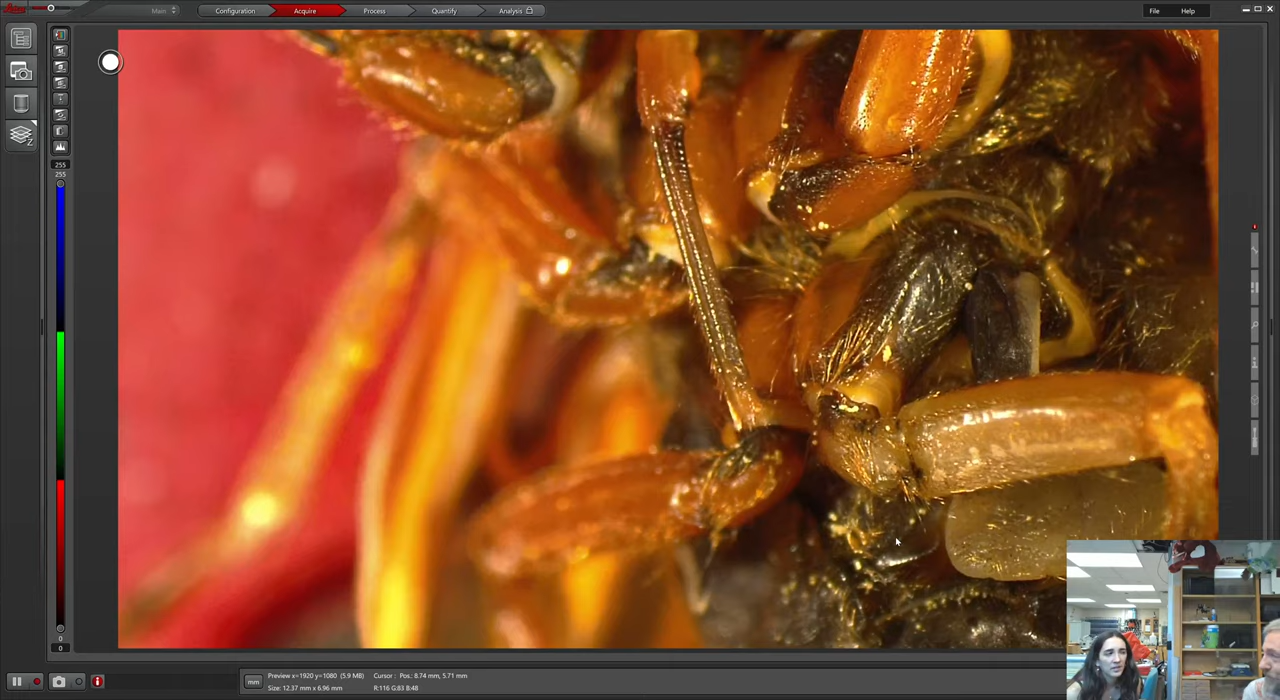 Leica
Main
Configuration
Acquire
Process
Quantify
Analysis
File
Help
Z
255
255
0
0
mm
Preview x=1920 y=1080 (5.9 MB)
Size: 12.37 mm x 6.96 mm
Cursor : Pos.: 8.74 mm, 5.71 mm
R:116 G:83 B:48